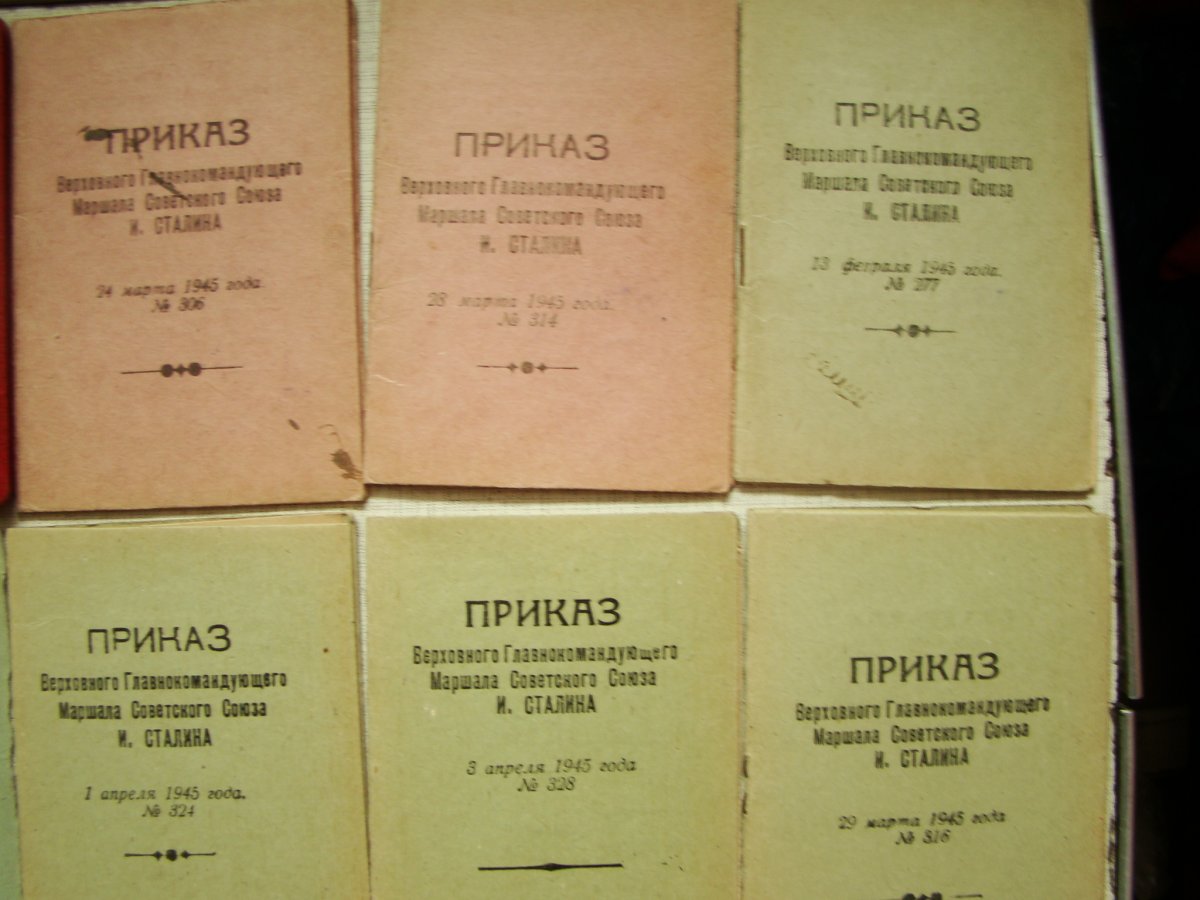 ПРИКАЗ
Верховного Главнокомандующего
Маршала Советского Союза
И. СТАЛИНА
24 марта 1945 года.
№ 306
ПРИКАЗ
Верховного Главнокомандующего
Маршала Советского Союза
И. СТАЛИНА
28 марта 1945 года.
№ 314
ПРИКАЗ
Верховного Главнокомандующего
Маршала Советского Союза
И. СТАЛИНА
13 февраля 1945 года.
№ 277
ПРИКАЗ
Верховного Главнокомандующего
Маршала Советского Союза
И. СТАЛИНА
1 апреля 1945 года.
№ 324
ПРИКАЗ
Верховного Главнокомандующего
Маршала Советского Союза
И. СТАЛИНА
3 апреля 1945 года
№ 328
ПРИКАЗ
Верховного Главнокомандующего
Маршала Советского Союза
И. СТАЛИНА
29 марта 1945 года
№ 316